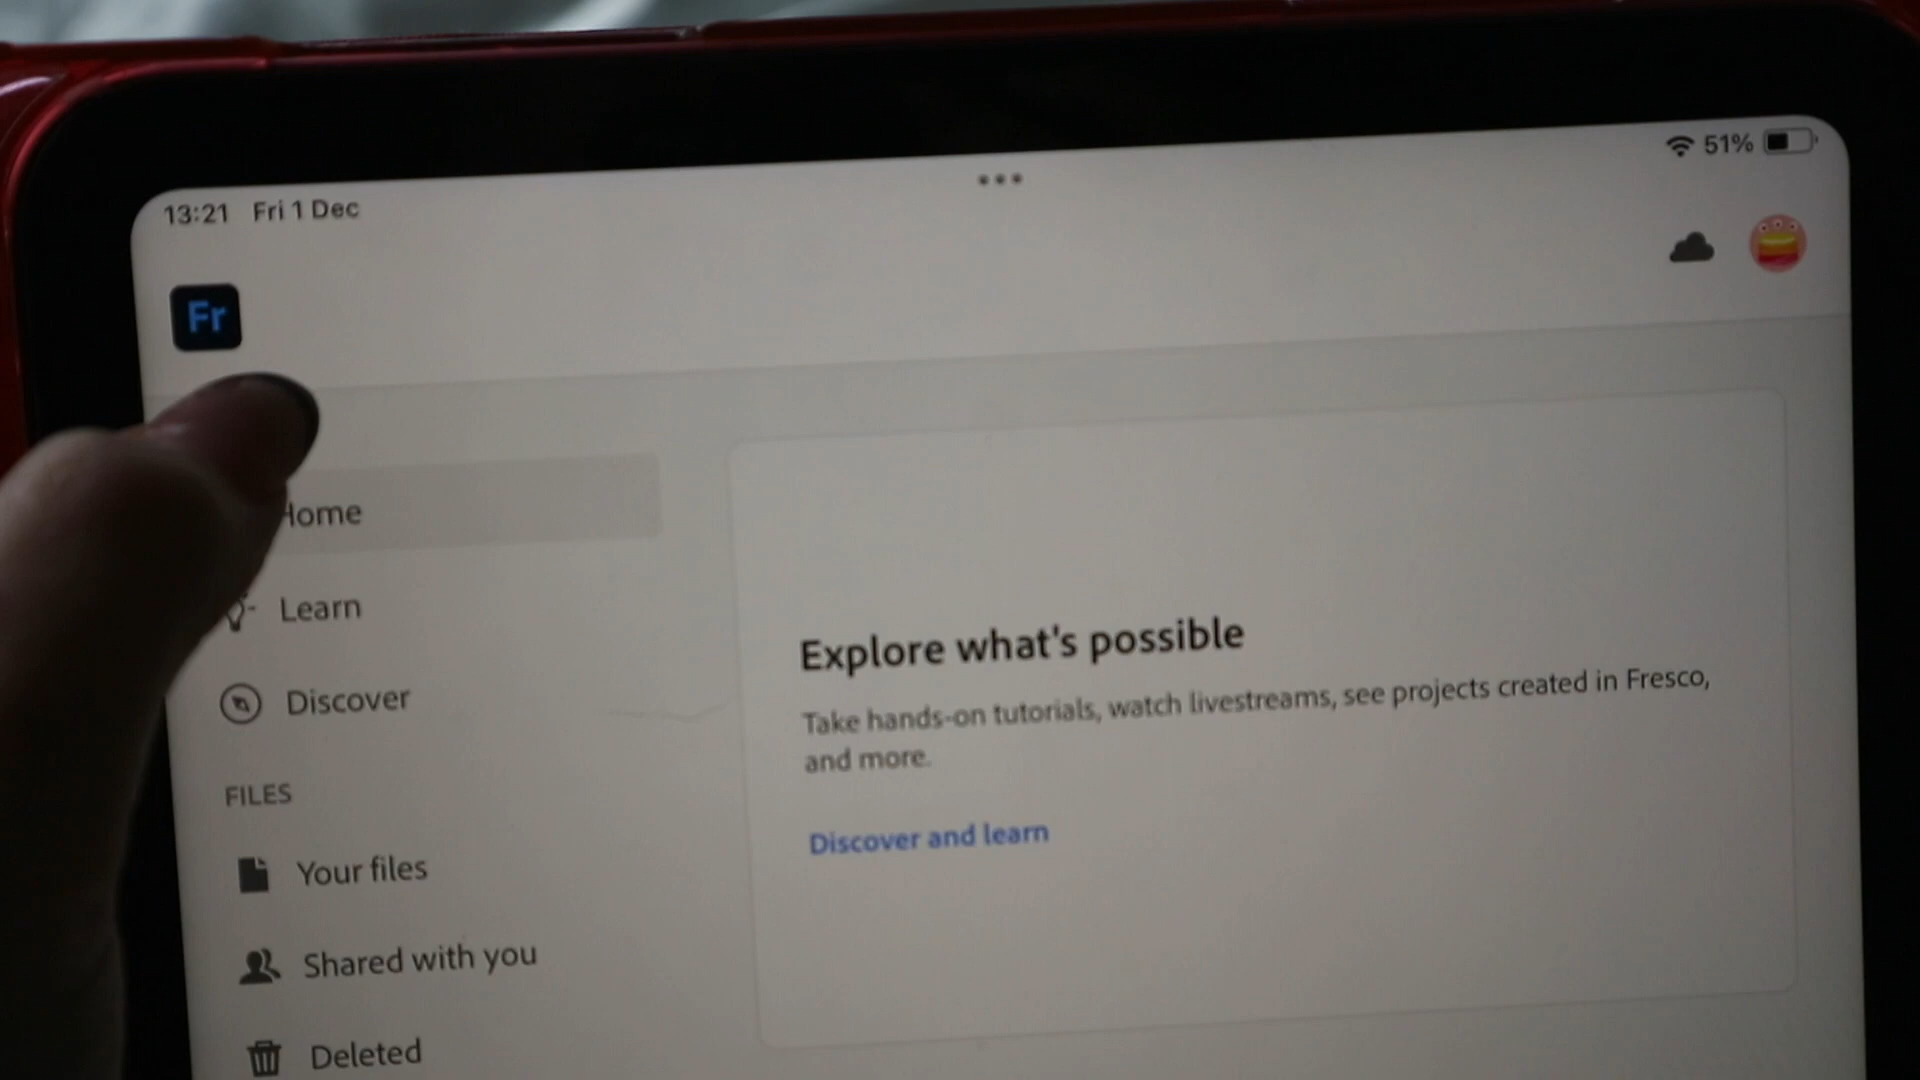 13:21 Fri 1 Dec
51%
Fr
Home
Learn
Discover
FILES
Your files
Shared with you
Deleted
Explore what's possible
Take hands-on tutorials, watch livestreams, see projects created in Fresco,
and more.
Discover and learn